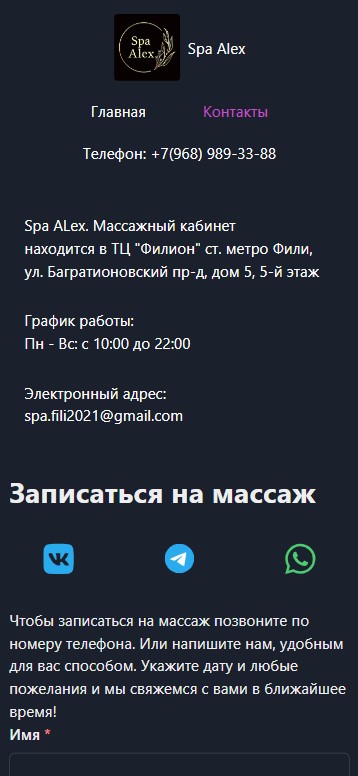 Spa
Alex
Spa Alex
Главная Контакты
Телефон: +7(968) 989-33-88
Spa ALex. Массажный кабинет
находится в ТЦ "Филион" ст. метро Фили,
ул. Багратионовский пр-д, дом 5, 5-й этаж
График работы:
Пн - Вс: с 10:00 до 22:00
Электронный адрес:
spa.fili2021@gmail.com
Записаться на массаж
Чтобы записаться на массаж позвоните по
номеру телефона. Или напишите нам, удобным
для вас способом. Укажите дату и любые
пожелания и мы свяжемся с вами в ближайшее
время!
Имя *